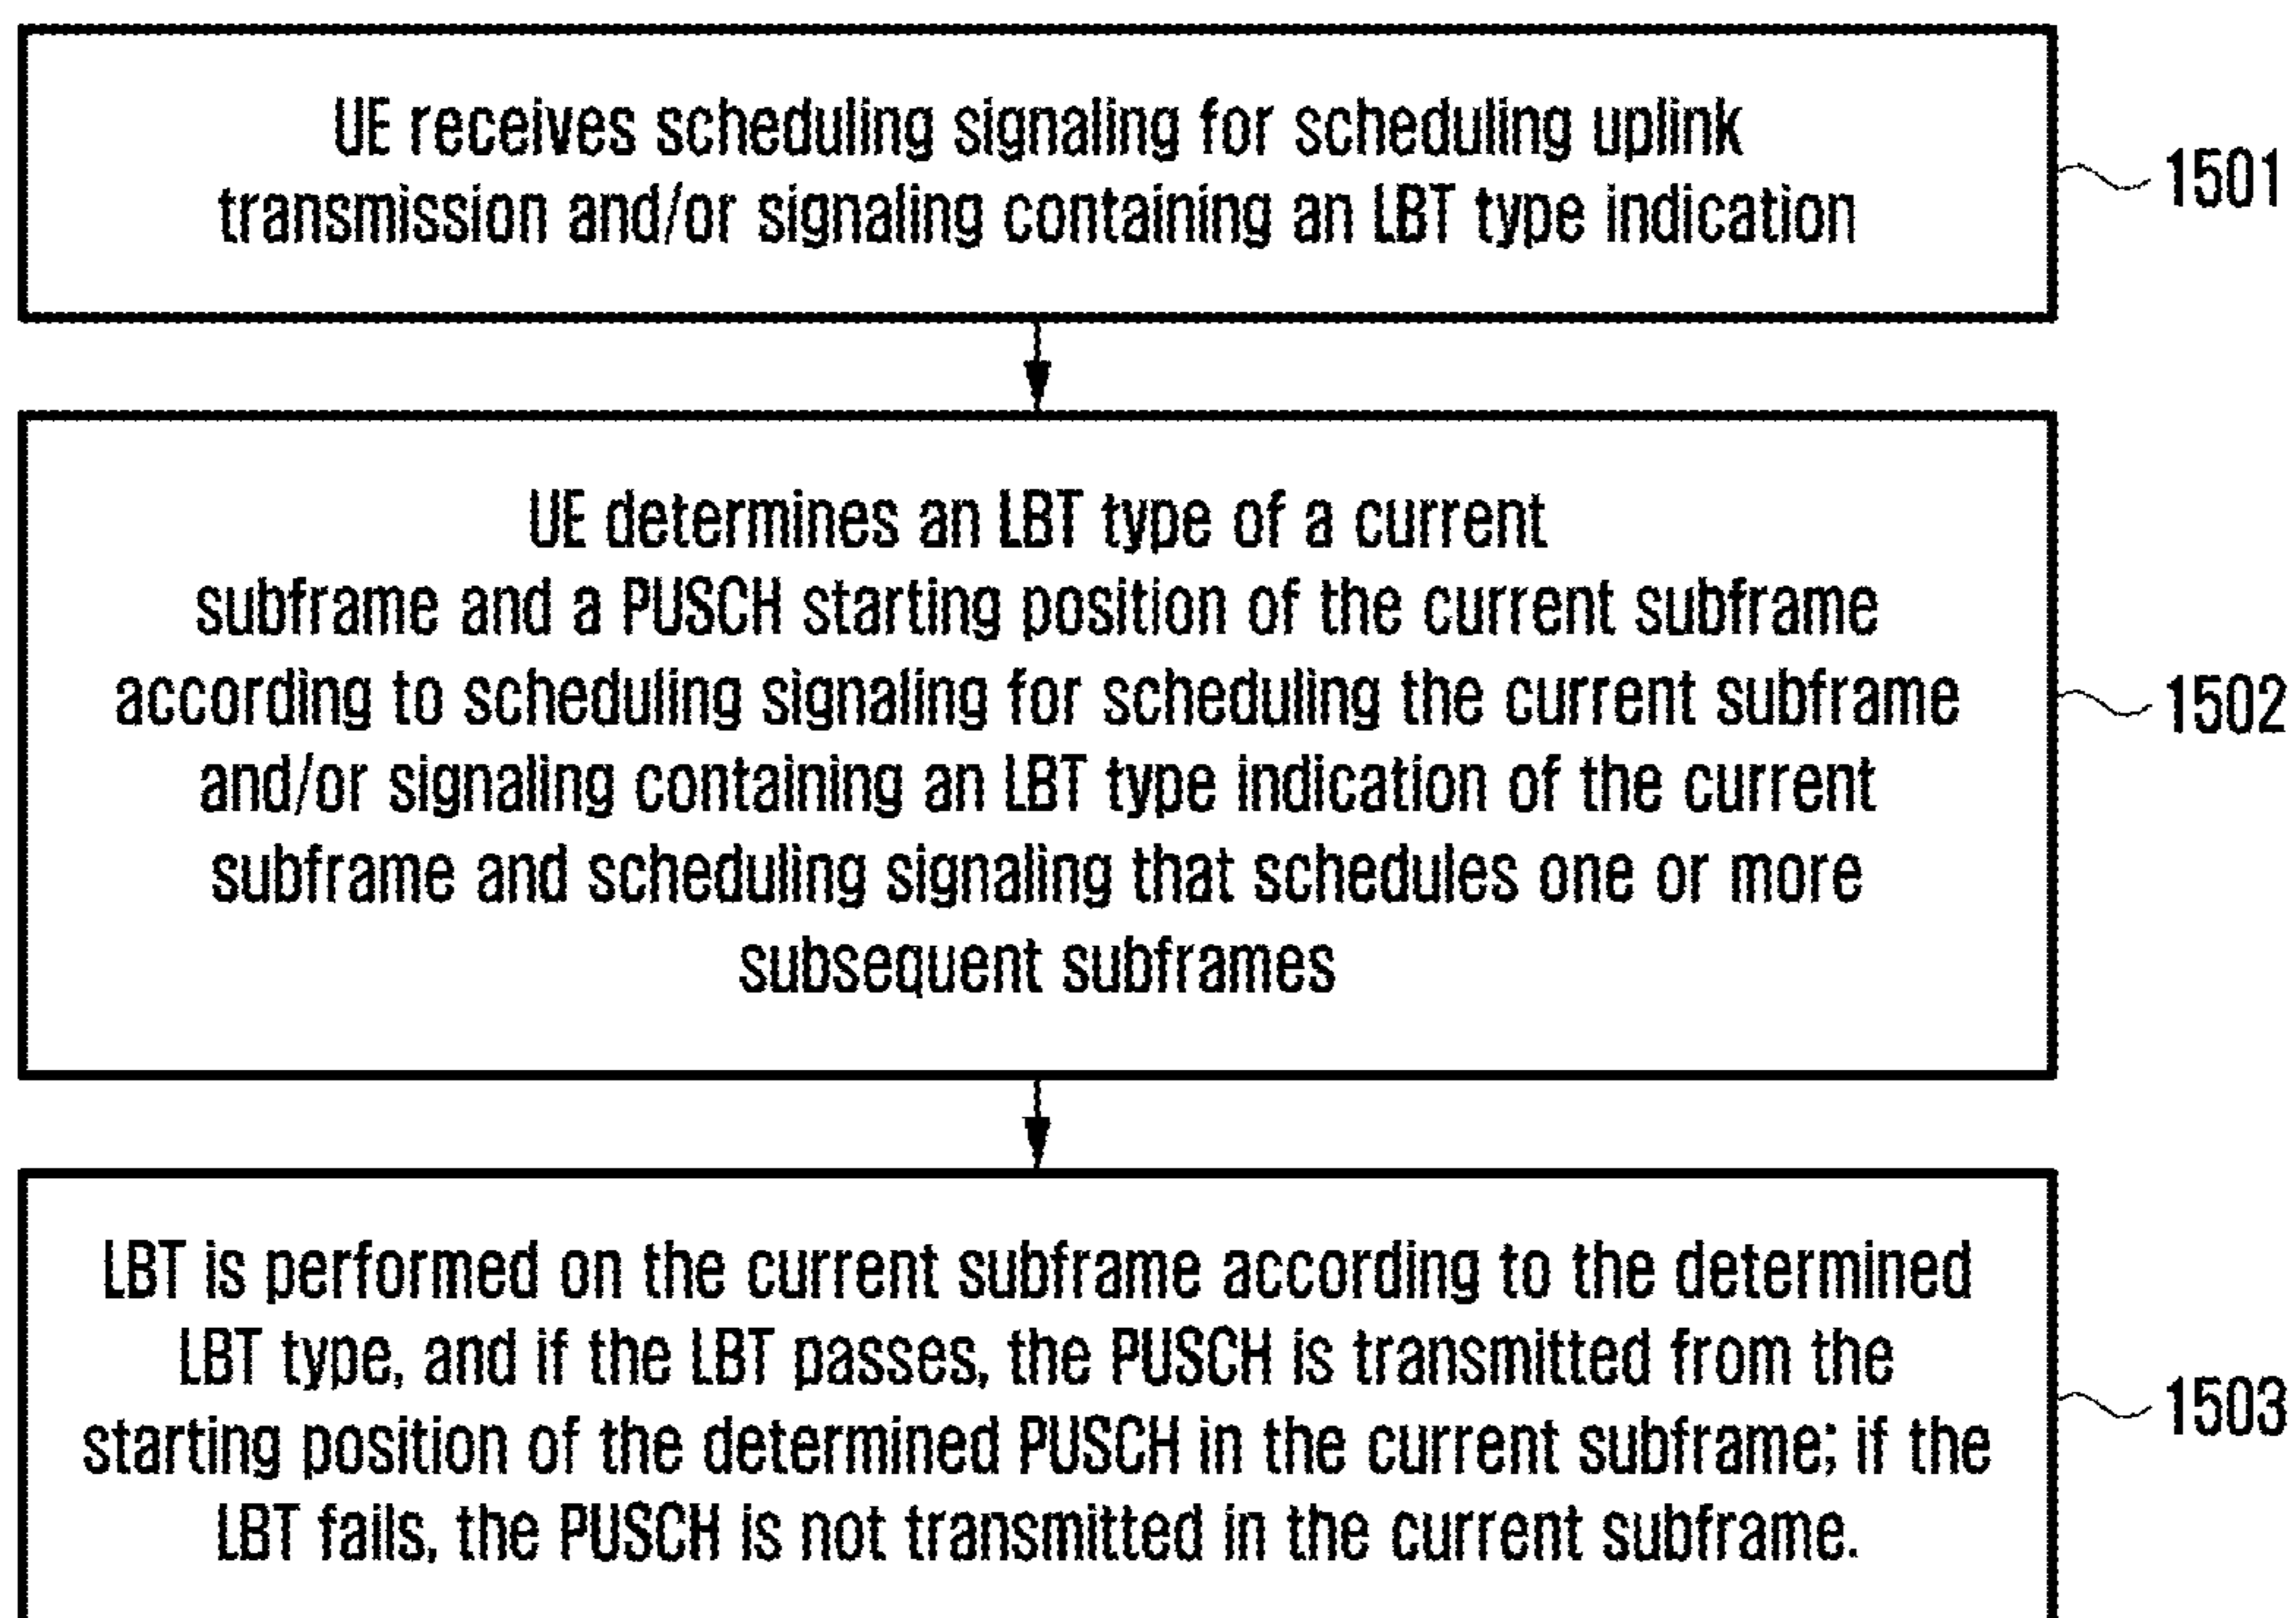 UE receives scheduling signaling for scheduling uplink
transmission and/or signaling containing an LBT type indication
1501
UE determines an LBT type of a current
subframe and a PUSCH starting position of the current subframe
according to scheduling signaling for scheduling the current subframe
and/or signaling containing an LBT type indication of the current
subframe and scheduling signaling that schedules one or more
subsequent subframes
1502
LBT is performed on the current subframe according to the determined
LBT type, and if the LBT passes, the PUSCH is transmitted from the
starting position of the determined PUSCH in the current subframe; if the
LBT fails, the PUSCH is not transmitted in the current subframe.
1503